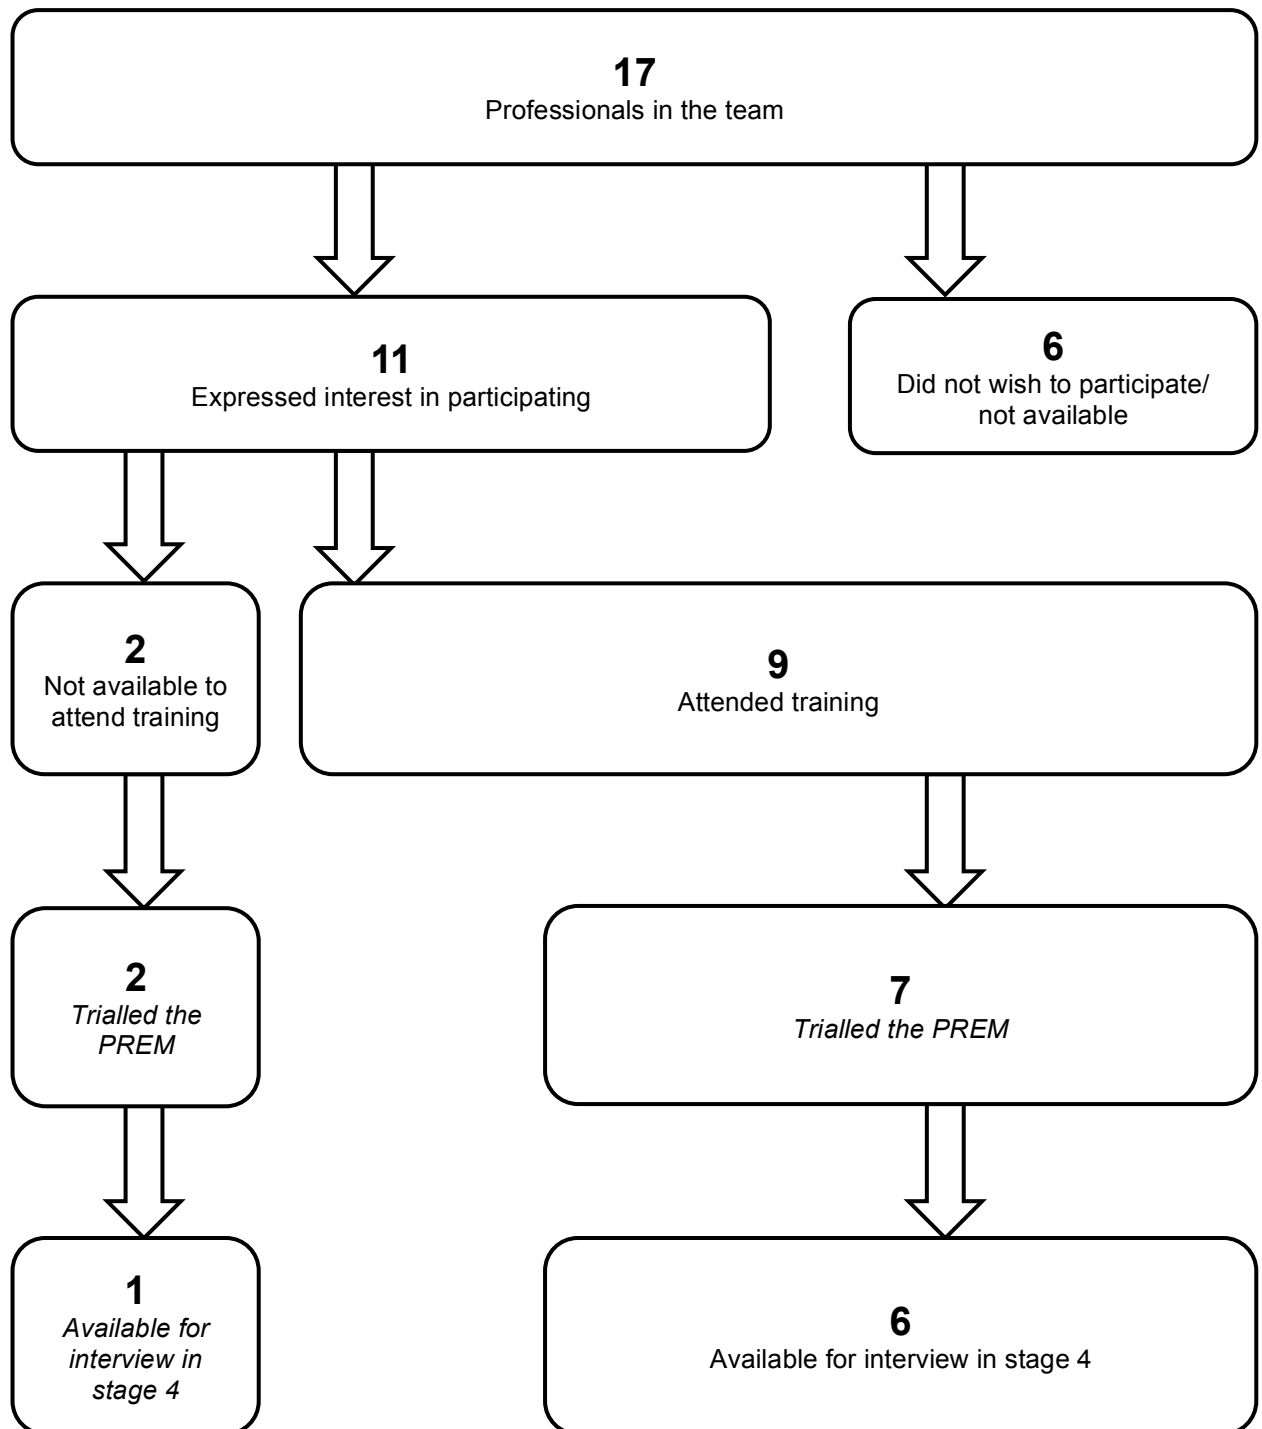 17
Professionals in the team
11
Expressed interest in participating
6
Did not wish to participate/
not available
2
Not available to
attend training
9
Attended training
2
Trialled the
PREM
7
Trialled the PREM
1
Available for
interview in
stage 4
6
Available for interview in stage 4